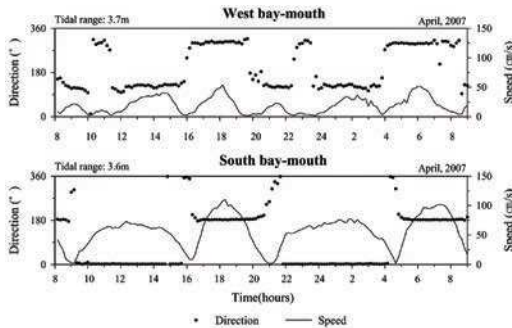 West bay-mouth
Tidal range: 3.7m
April, 2007
360
180
0
Direction (°)
150
100
50
0
Speed (cm/s)
8 10 12 14 16 18 20 22 24 2 4 6 8
South bay-mouth
Tidal range: 3.6m
April, 2007
360
180
0
Direction (°)
150
100
50
0
Speed (cm/s)
8 10 12 14 16 18 20 22 24 2 4 6 8
Time(hours)
Direction
Speed